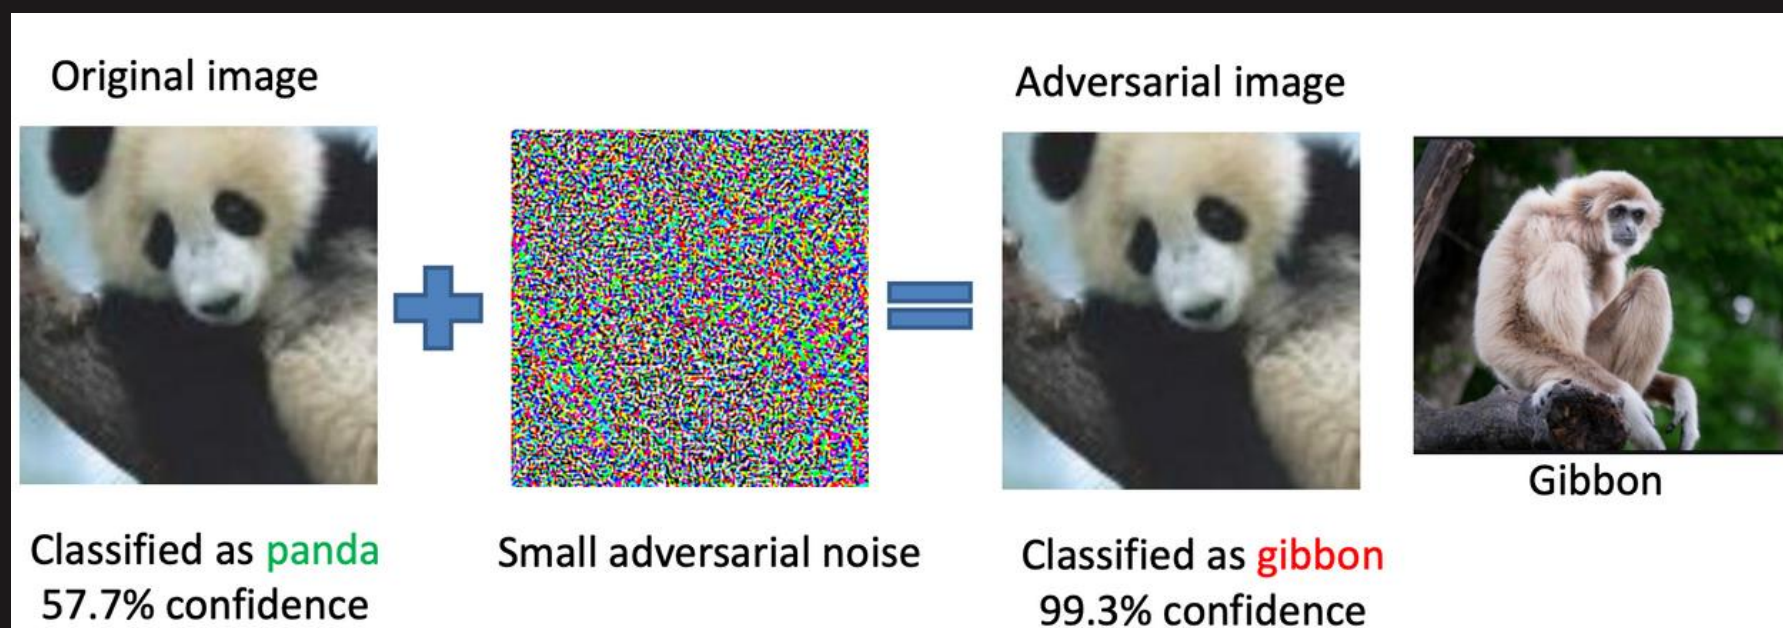 Original image
Adversarial image
Gibbon
Classified as panda
57.7% confidence
Small adversarial noise
Classified as gibbon
99.3% confidence